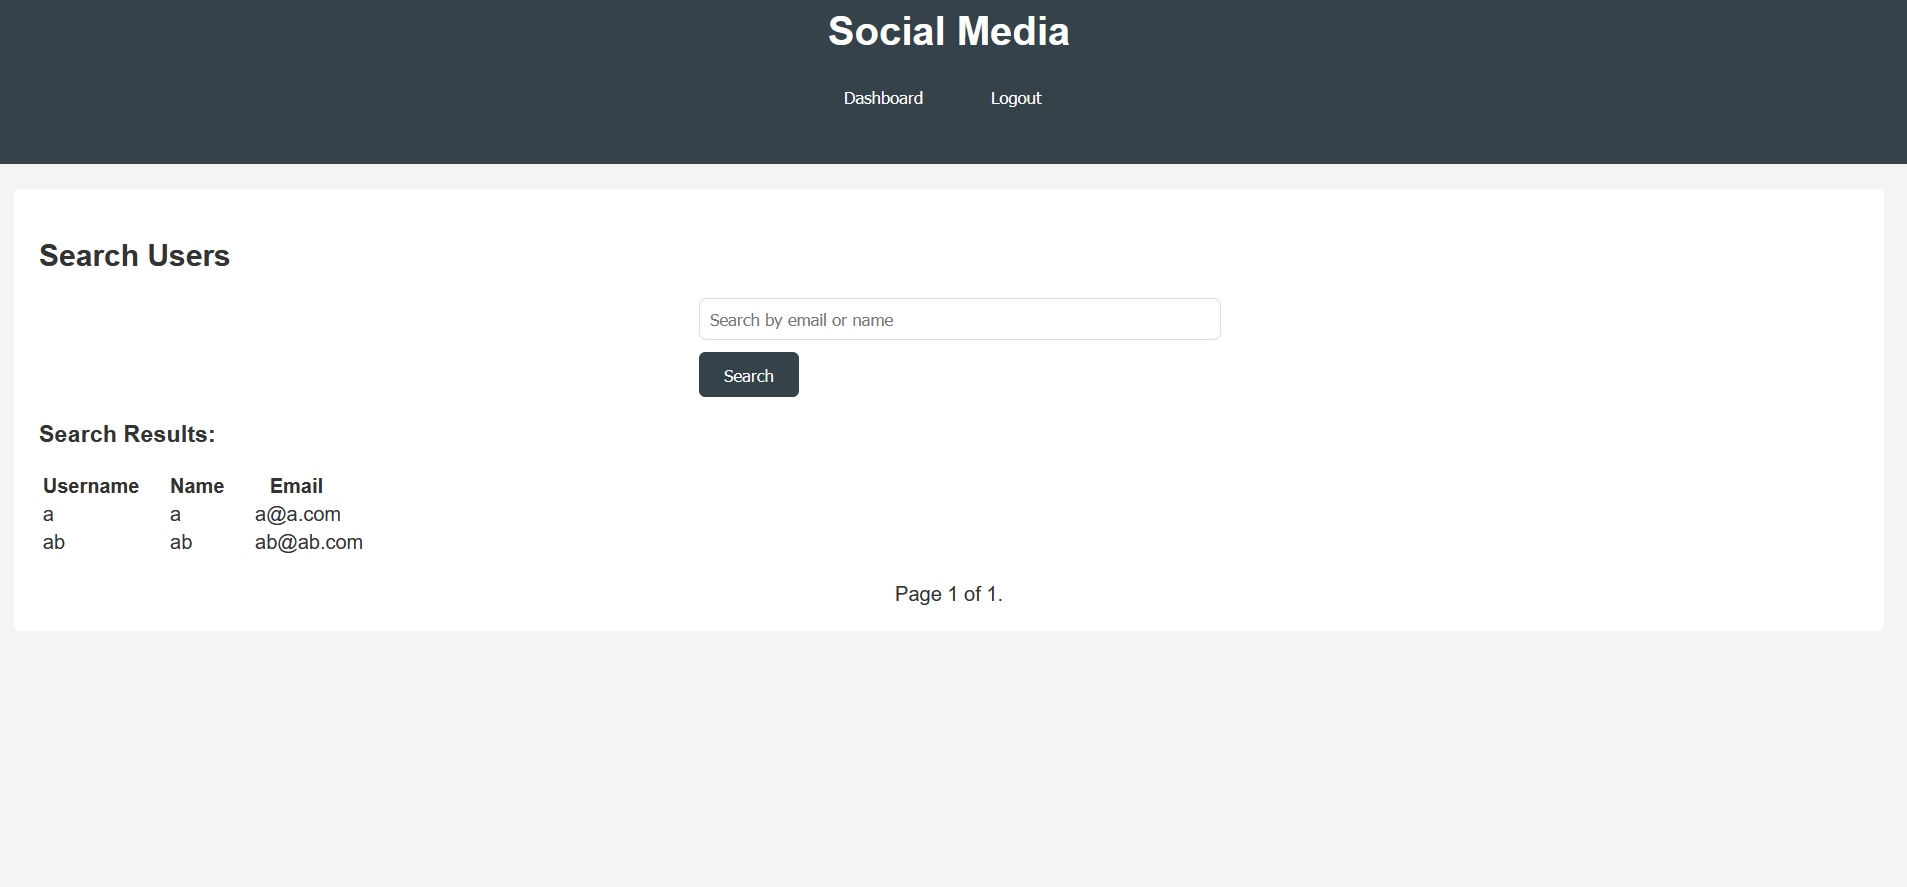 Social Media
Dashboard Logout
Search Users
Search by email or name
Search
Search Results:
Username Name Email
a a a@a.com
ab ab ab@ab.com
Page 1 of 1.